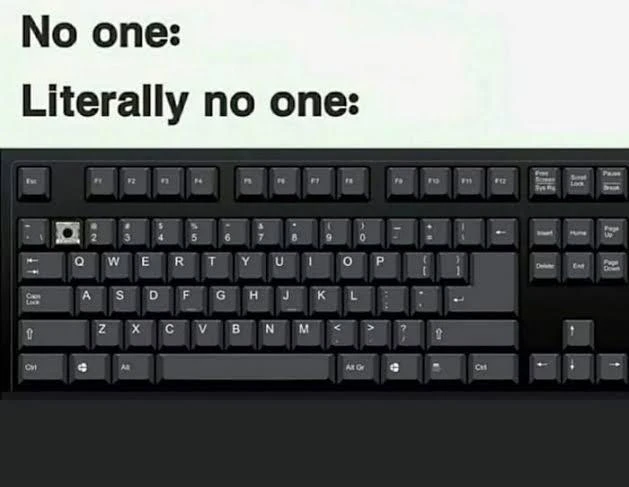 No one:
Literally no one:
Esc F1 F2 F3 F4 F5 F6 F7 F8 F9 F10 F11 F12 Print Screen Sys Rq Scroll Lock Pause Break
@ 2 # 3 $ 4 % 5 6 & 7 * 8 ( 9 ) 0 + = Insert Home Page Up
Q W E R T Y U I O P { [ } ] Delete End Page Down
Caps Lock A S D F G H J K L : ;
Z X C V B N M < , > . ? /
Ctrl Alt Alt Gr Ctrl